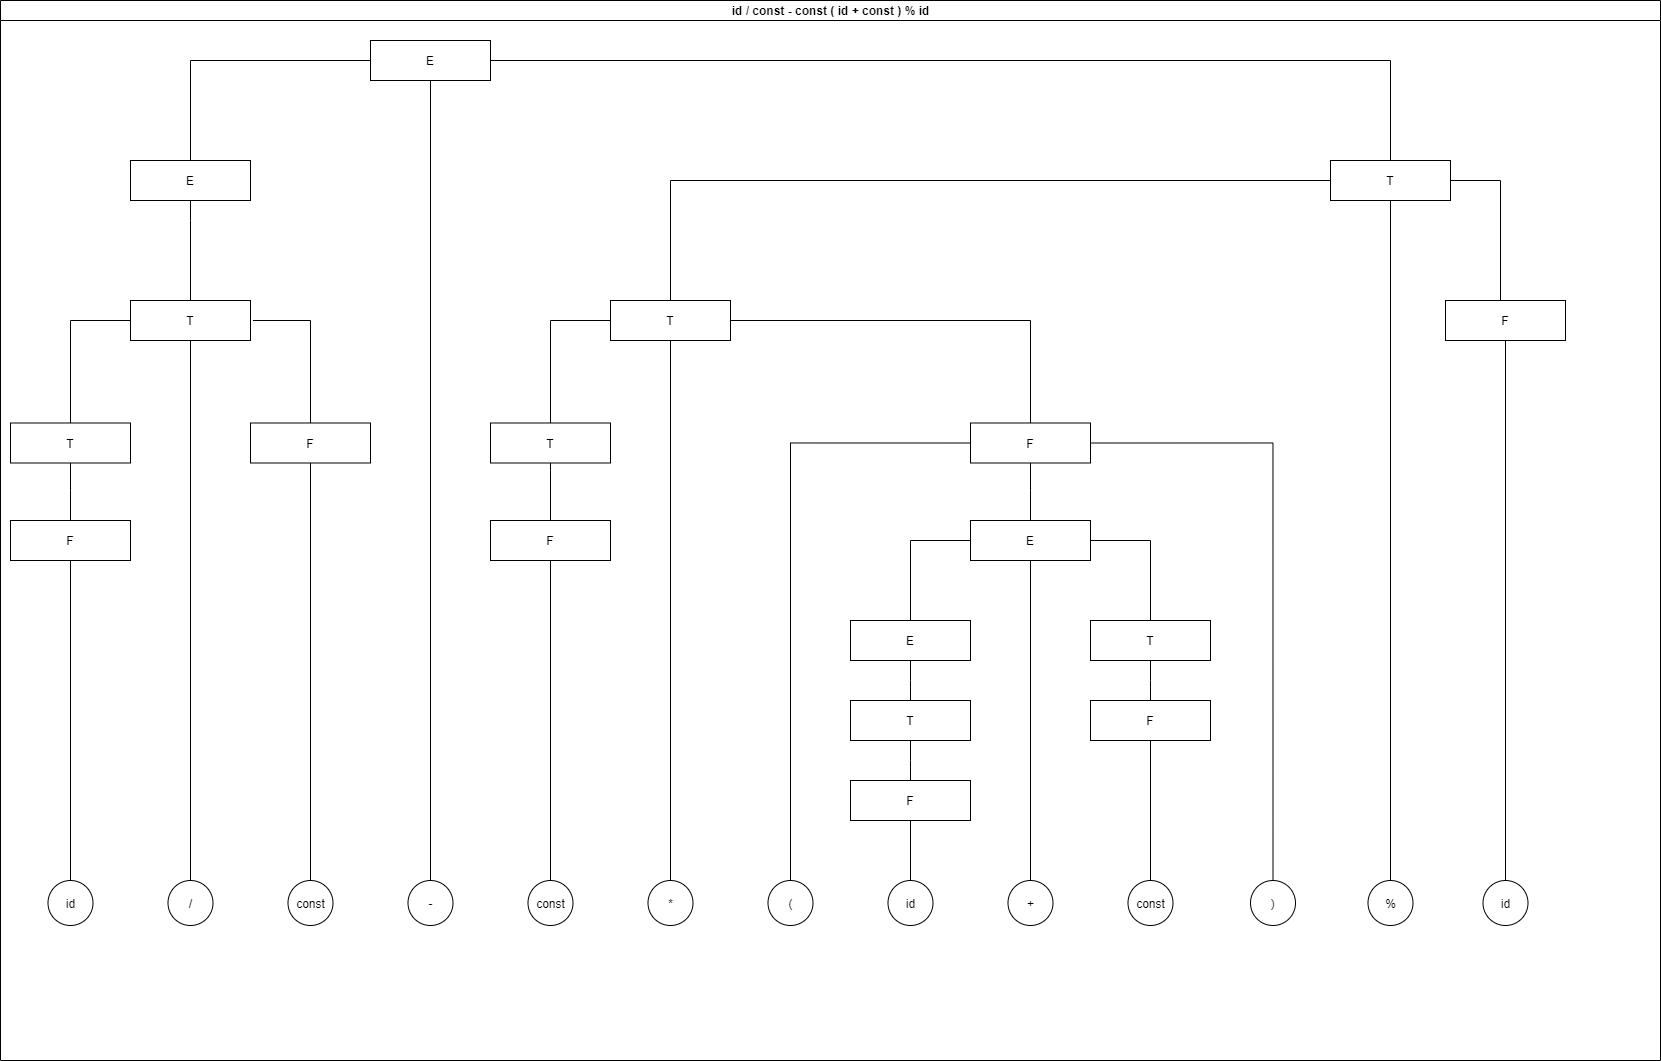 id / const - const ( id + const ) % id
E
E T
T T F
T F T F
F F E
E T
T F
F
id / const - const * ( id + const ) % id